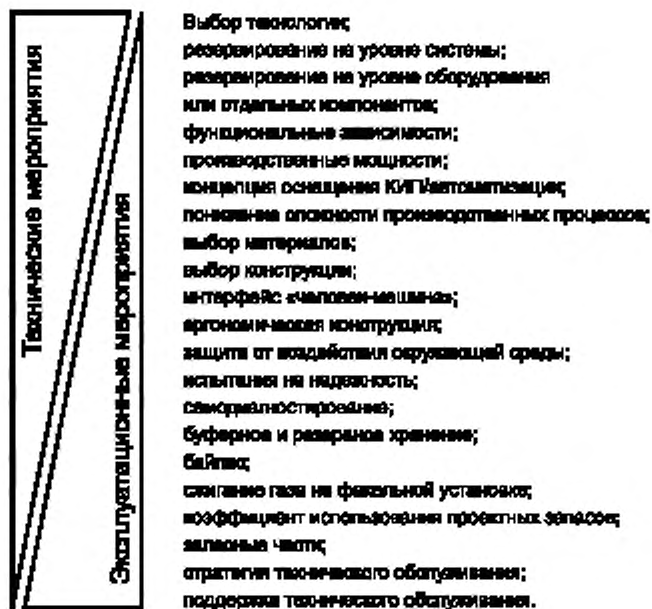 Технические мероприятия
Эксплуатационные мероприятия
Выбор технологии;
резервирование на уровне системы;
резервирование на уровне оборудования
или отдельных компонентов;
функциональные зависимости;
производственные мощности;
концепция оснащения КИП/автоматизации;
понижение сложности производственных процессов;
выбор материалов;
выбор конструкции;
интерфейс «человек-машина»;
эргономическая конструкция;
защита от воздействия окружающей среды;
испытания на надежность;
самодиагностирование;
буферное и резервное хранение;
байпас;
сжигание газа на факельной установке;
коэффициент использования проектных запасов;
запасные части;
стратегия технического обслуживания;
поддержка технического обслуживания.